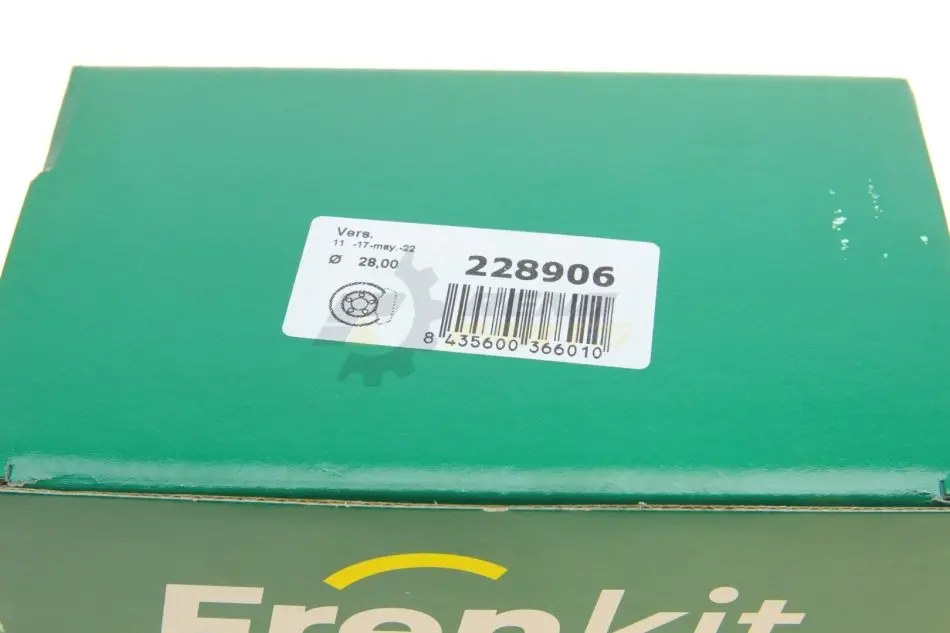 Vers.
11 -17-may.-22
Ø 28,00
228906
8 435600 366010
Frenkit